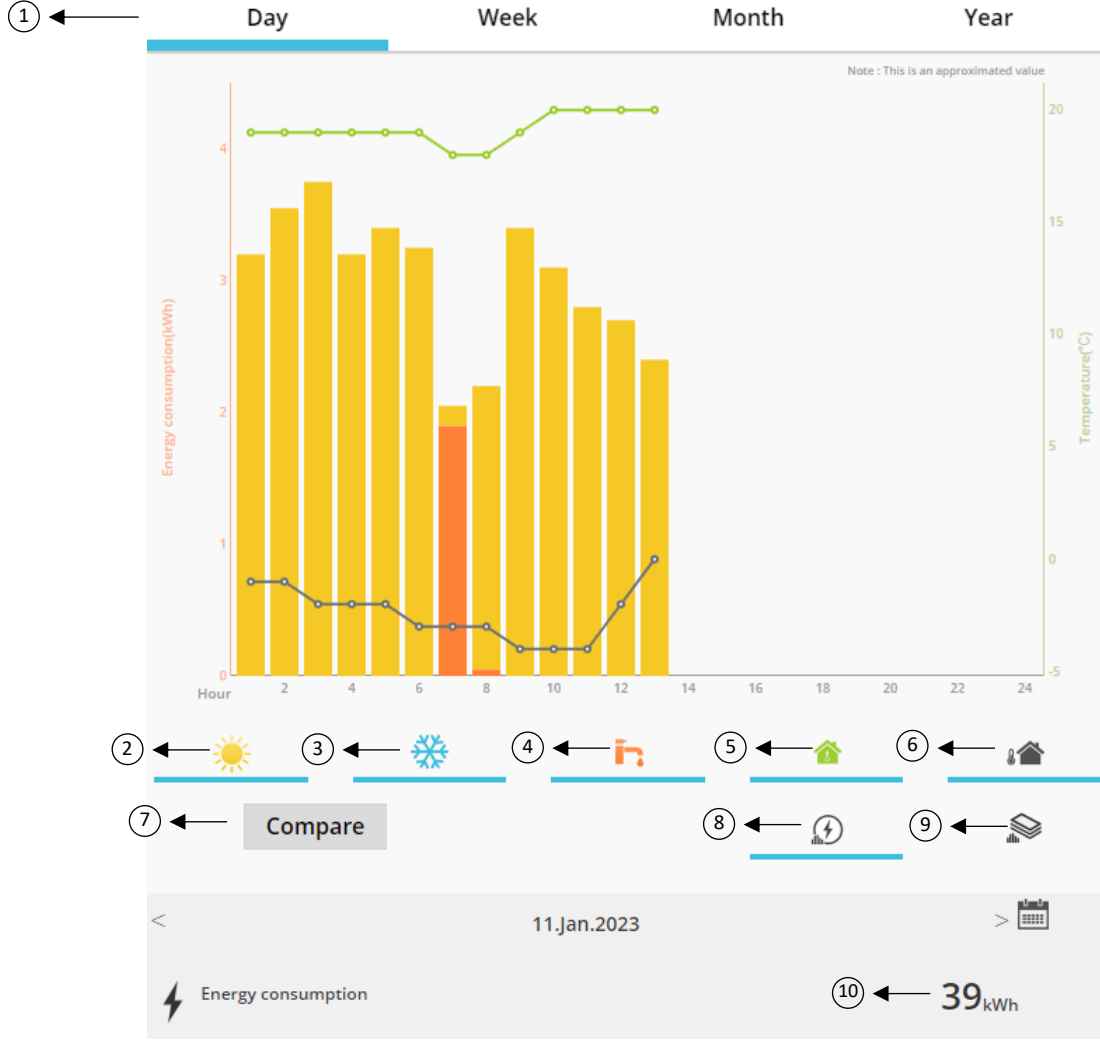 1 Day Week Month Year
Note : This is an approximated value
Energy consumption(kWh)
4
3
2
1
0
20
15
10
5
0
-5
Temperature(°C)
Hour 2 4 6 8 10 12 14 16 18 20 22 24
2 3 4 5 6
7 Compare 8 9
< 11.Jan.2023 >
Energy consumption 10 39kWh